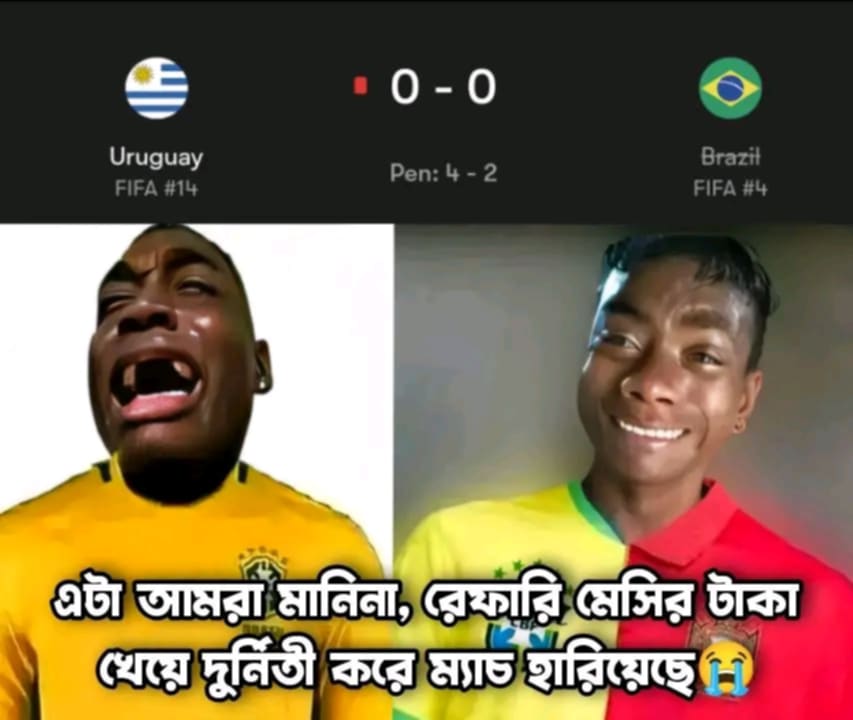 0 - 0
Uruguay
Brazil
FIFA #14
Pen: 4 - 2
FIFA #4
এটা আমরা মানিনা, রেফারি মেসির টাকা
খেয়ে দুর্নিতী করে ম্যাচ হারিয়েছে😭